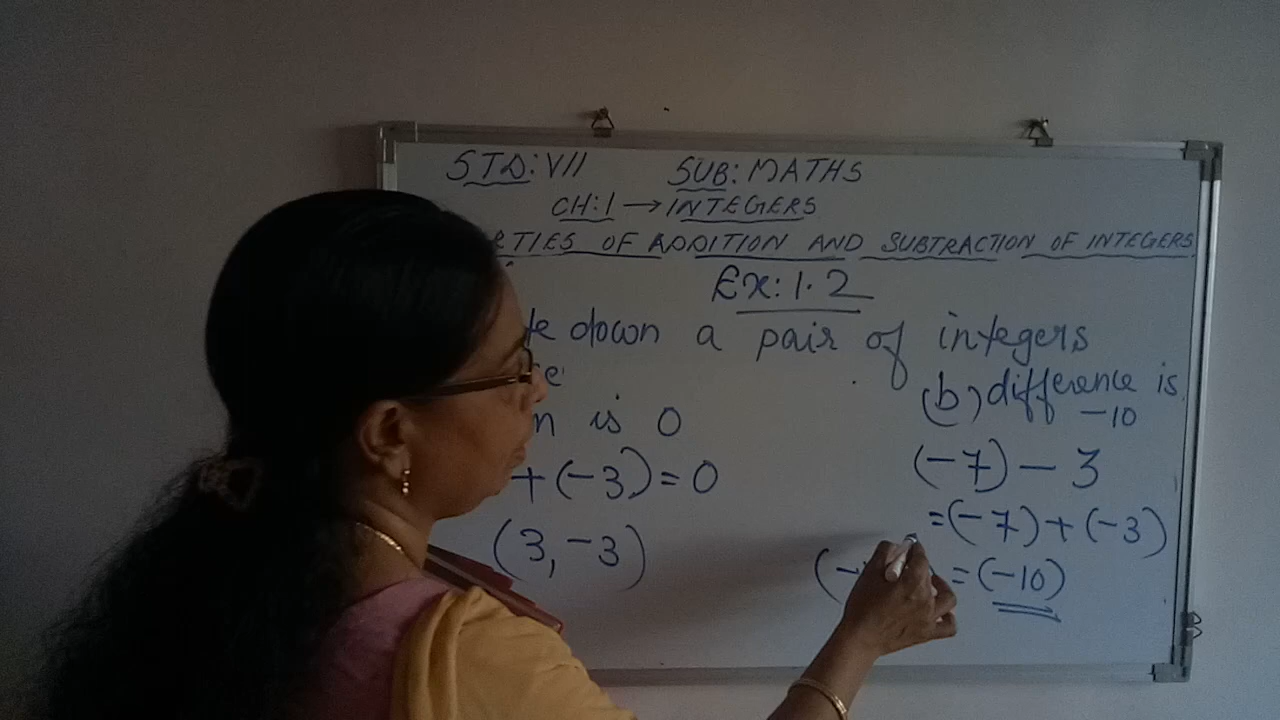 STD: VII SUB: MATHS
CH:1 → INTEGERS
RTIES OF ADDITION AND SUBTRACTION OF INTEGERS
Ex: 1.2
down a pair of integers
(b) difference is
-10
is 0
(-7) - 3
+ (-3) = 0
= (-7) + (-3)
(3, -3)
= (-10)